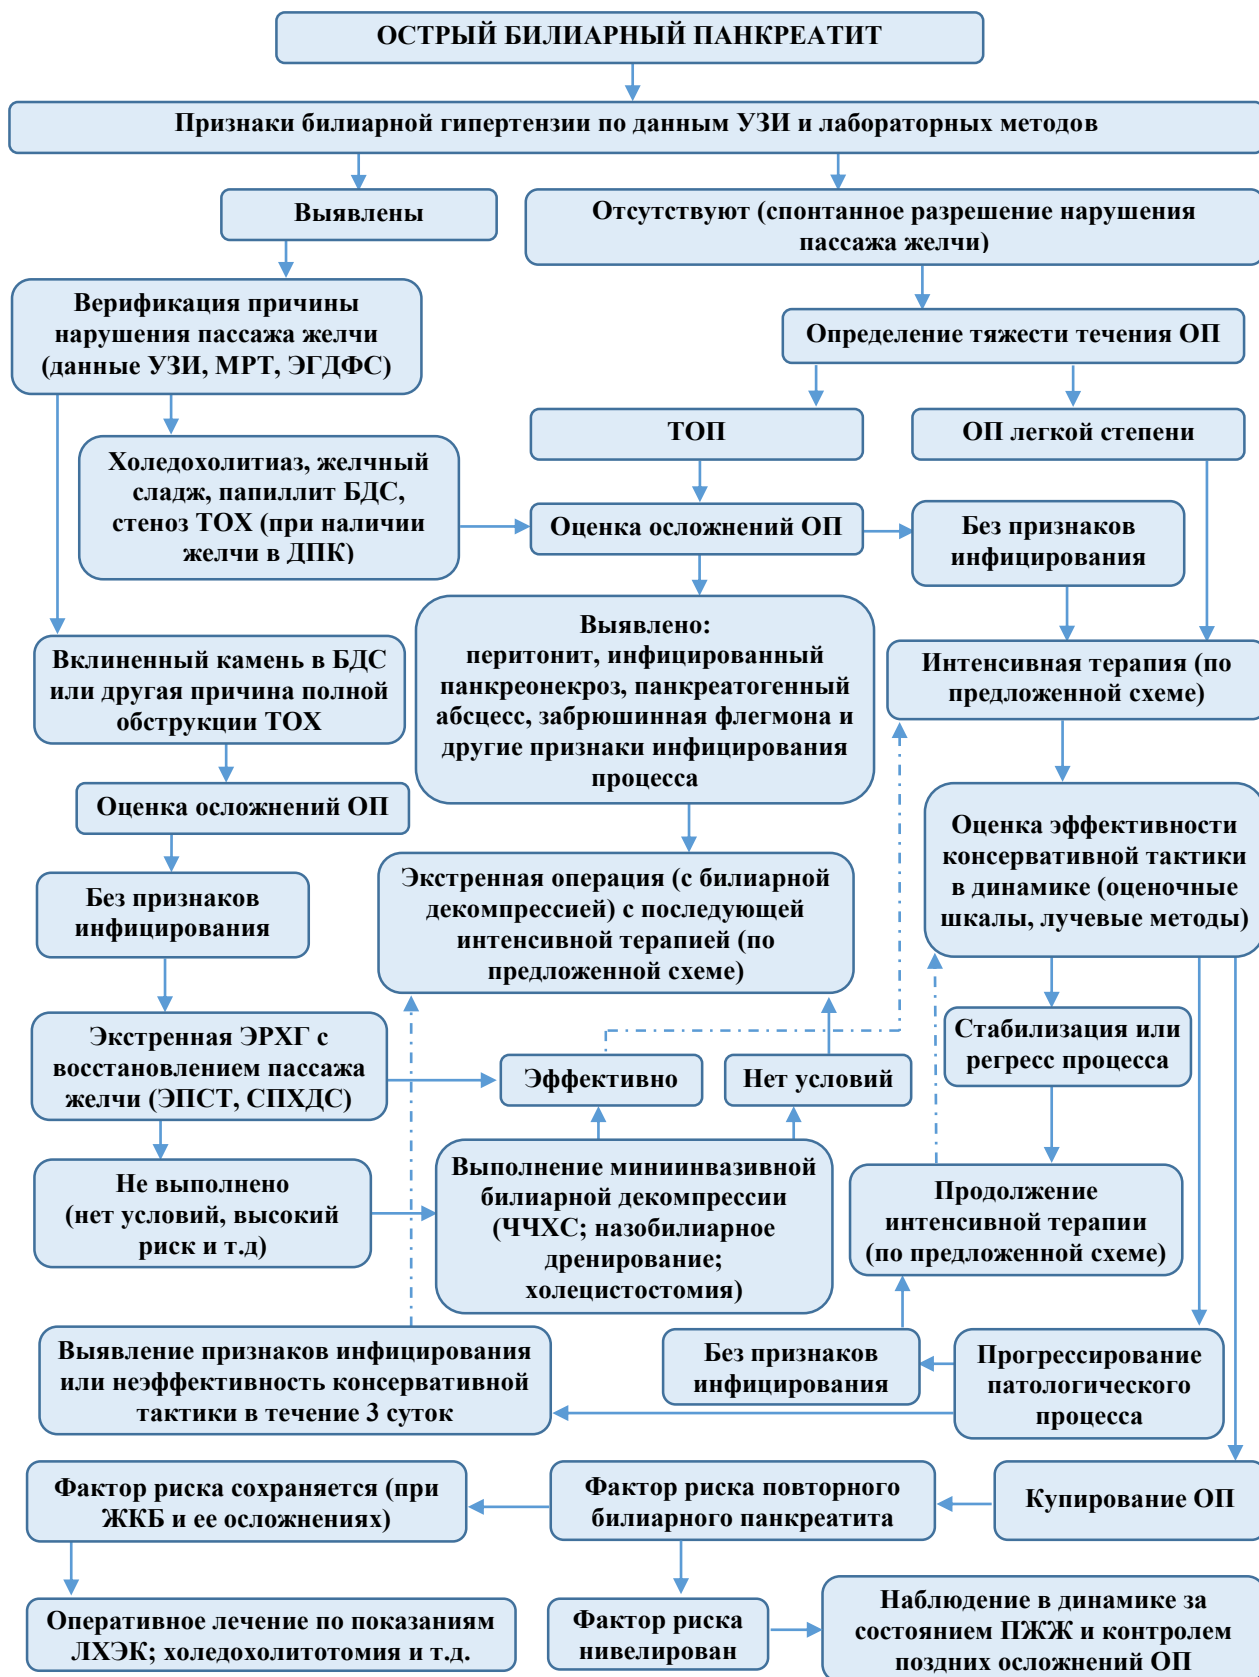 ОСТРЫЙ БИЛИАРНЫЙ ПАНКРЕАТИТ
Признаки билиарной гипертензии по данным УЗИ и лабораторных методов
Выявлены
Отсутствуют (спонтанное разрешение нарушения
пассажа желчи)
Верификация причины
нарушения пассажа желчи
(данные УЗИ, МРТ, ЭГДФС)
Определение тяжести течения ОП
ТОП
ОП легкой степени
Холедохолитиаз, желчный
сладж, папиллит БДС,
стеноз ТОХ (при наличии
желчи в ДПК)
Оценка осложнений ОП
Без признаков
инфицирования
Выявлено:
перитонит, инфицированный
панкреонекроз, панкреатогенный
абсцесс, забрюшинная флегмона и
другие признаки инфицирования
процесса
Вклиненный камень в БДС
или другая причина полной
обструкции ТОХ
Интенсивная терапия (по
предложенной схеме)
Оценка осложнений ОП
Оценка эффективности
консервативной тактики
в динамике (оценочные
шкалы, лучевые методы)
Без признаков
инфицирования
Экстренная операция (с билиарной
декомпрессией) с последующей
интенсивной терапией (по
предложенной схеме)
Экстренная ЭРХГ с
восстановлением пассажа
желчи (ЭПСТ, СПХДС)
Эффективно
Нет условий
Стабилизация или
регресс процесса
Не выполнено
(нет условий, высокий
риск и т.д)
Выполнение миниинвазивной
билиарной декомпрессии
(ЧЧХС; назобилиарное
дренирование;
холецистостомия)
Продолжение
интенсивной терапии
(по предложенной схеме)
Выявление признаков инфицирования
или неэффективность консервативной
тактики в течение 3 суток
Без признаков
инфицирования
Прогрессирование
патологического
процесса
Фактор риска сохраняется (при
ЖКБ и ее осложнениях)
Фактор риска повторного
билиарного панкреатита
Купирование ОП
Оперативное лечение по показаниям
ЛХЭК; холедохолитотомия и т.д.
Фактор риска
нивелирован
Наблюдение в динамике за
состоянием ПЖЖ и контролем
поздних осложнений ОП